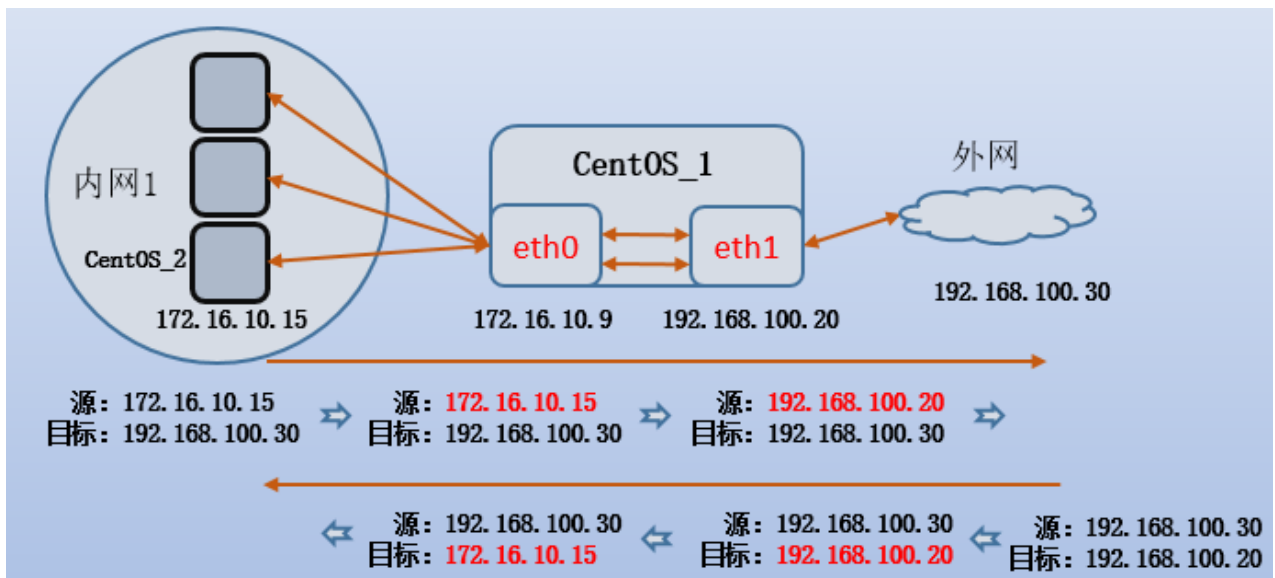 内网1
CentOS_2
172.16.10.15
CentOS_1
eth0
eth1
172.16.10.9
192.168.100.20
外网
192.168.100.30
源: 172.16.10.15
目标: 192.168.100.30
源: 172.16.10.15
目标: 192.168.100.30
源: 192.168.100.20
目标: 192.168.100.30
源: 192.168.100.30
目标: 172.16.10.15
源: 192.168.100.30
目标: 192.168.100.20
源: 192.168.100.30
目标: 192.168.100.20